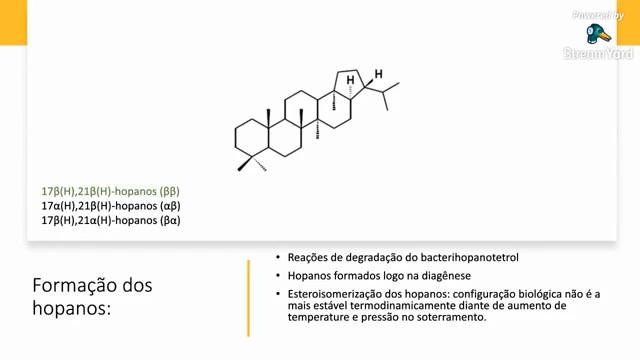 Powered by
StreamYard
H
H
17β(H),21β(H)-hopanos (ββ)
17α(H),21β(H)-hopanos (αβ)
17β(H),21α(H)-hopanos (βα)
Formação dos
hopanos:
• Reações de degradação do bacterihopanotetrol
• Hopanos formados logo na diagênese
• Esteroisomerização dos hopanos: configuração biológica não é a
mais estável termodinamicamente diante de aumento de
temperature e pressão no soterramento.